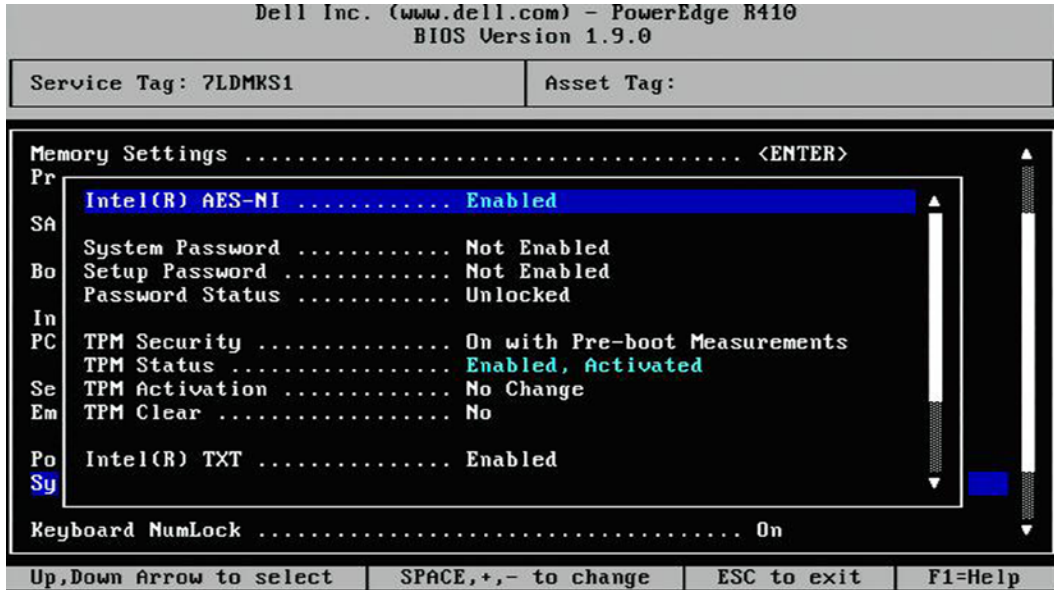 Dell Inc. (www.dell.com) - PowerEdge R410
BIOS Version 1.9.0
Service Tag: 7LDMKS1
Asset Tag:
Memory Settings ...................................... <ENTER>
Pr
Intel(R) AES-NI ............ Enabled
SA
System Password ............. Not Enabled
Bo
Setup Password ............. Not Enabled
Password Status ............ Unlocked
In
PC
TPM Security ............... On with Pre-boot Measurements
TPM Status ................. Enabled, Activated
Se
TPM Activation ............. No Change
Em
TPM Clear .................. No
Po
Intel(R) TXT ............... Enabled
Sy
Keyboard NumLock ..................................... On
Up,Down Arrow to select
SPACE,+,- to change
ESC to exit
F1=Help